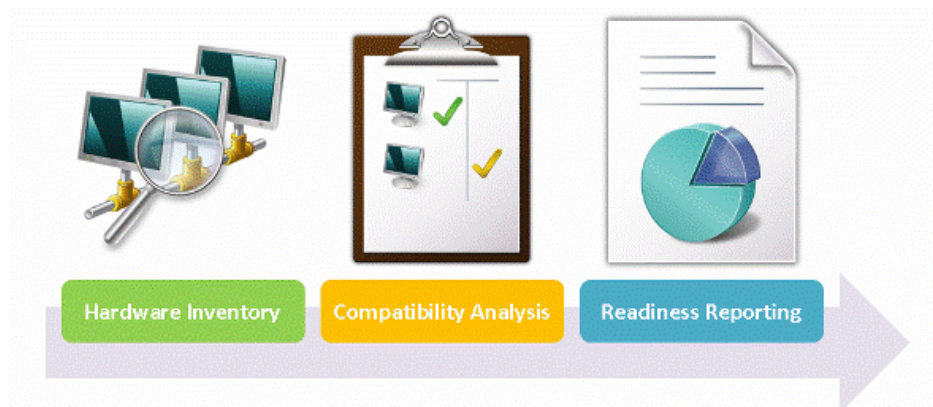 Hardware Inventory
Compatibility Analysis
Readiness Reporting